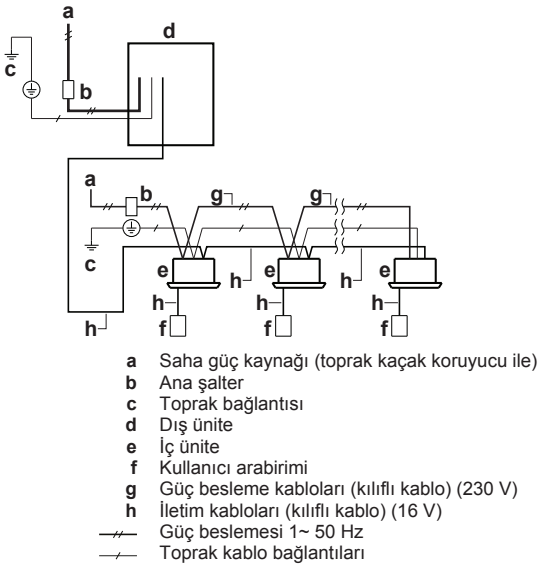 a
d
c
b
a
b
g
g
c
e
e
e
h
h
h
h
h
h
f
f
f
a Saha güç kaynağı (toprak kaçak koruyucu ile)
b Ana şalter
c Toprak bağlantısı
d Dış ünite
e İç ünite
f Kullanıcı arabirimi
g Güç besleme kabloları (kılıflı kablo) (230 V)
h İletim kabloları (kılıflı kablo) (16 V)
Güç beslemesi 1~ 50 Hz
Toprak kablo bağlantıları